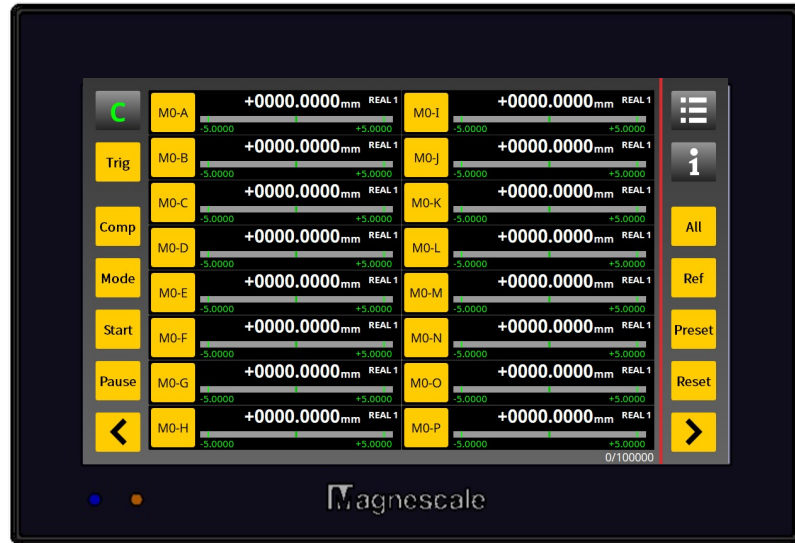 C
M0-A +0000.0000mm REAL 1 -5.0000 +5.0000
M0-I +0000.0000mm REAL 1 -5.0000 +5.0000
Trig
M0-B +0000.0000mm REAL 1 -5.0000 +5.0000
M0-J +0000.0000mm REAL 1 -5.0000 +5.0000
i
M0-C +0000.0000mm REAL 1 -5.0000 +5.0000
M0-K +0000.0000mm REAL 1 -5.0000 +5.0000
Comp
M0-D +0000.0000mm REAL 1 -5.0000 +5.0000
M0-L +0000.0000mm REAL 1 -5.0000 +5.0000
All
Mode
M0-E +0000.0000mm REAL 1 -5.0000 +5.0000
M0-M +0000.0000mm REAL 1 -5.0000 +5.0000
Ref
Start
M0-F +0000.0000mm REAL 1 -5.0000 +5.0000
M0-N +0000.0000mm REAL 1 -5.0000 +5.0000
Preset
Pause
M0-G +0000.0000mm REAL 1 -5.0000 +5.0000
M0-O +0000.0000mm REAL 1 -5.0000 +5.0000
Reset
M0-H +0000.0000mm REAL 1 -5.0000 +5.0000
M0-P +0000.0000mm REAL 1 -5.0000 +5.0000
0/100000
Magnescale